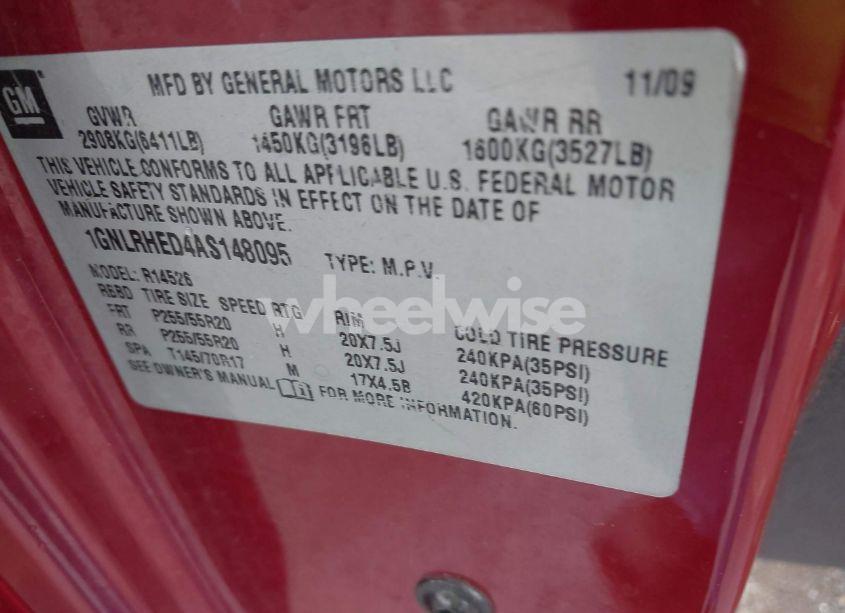 GM
MFD BY GENERAL MOTORS LLC 11/09
GVWR GAWR FRT GAWR RR
2908KG(6411LB) 1450KG(3196LB) 1600KG(3527LB)
THIS VEHICLE CONFORMS TO ALL APPLICABLE U.S. FEDERAL MOTOR
VEHICLE SAFETY STANDARDS IN EFFECT ON THE DATE OF
MANUFACTURE SHOWN ABOVE.
1GNLRHED4AS148095 TYPE: M.P.V
MODEL: R14526
REBD TIRE SIZE SPEED RTG RIM COLD TIRE PRESSURE
FRT P255/55R20 H 20X7.5J 240KPA(35PSI)
RR P255/55R20 H 20X7.5J 240KPA(35PSI)
SPA T145/70R17 M 17X4.5B 420KPA(60PSI)
SEE OWNER'S MANUAL FOR MORE INFORMATION.
wheelwise